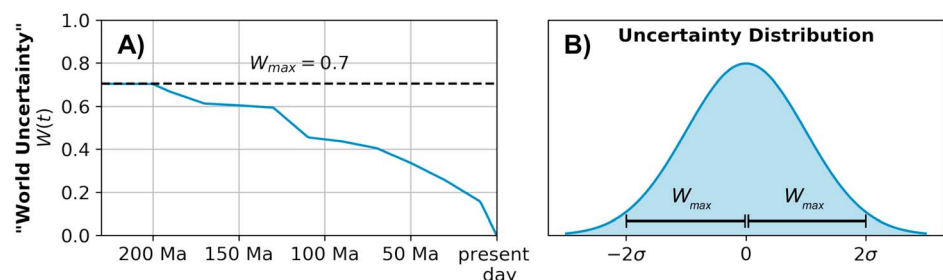 "World Uncertainty"
W(t)
1.0
0.8
0.6
0.4
0.2
0.0
A)
W_max = 0.7
200 Ma
150 Ma
100 Ma
50 Ma
present
day
B)
Uncertainty Distribution
W_max
W_max
−2σ
0
2σ